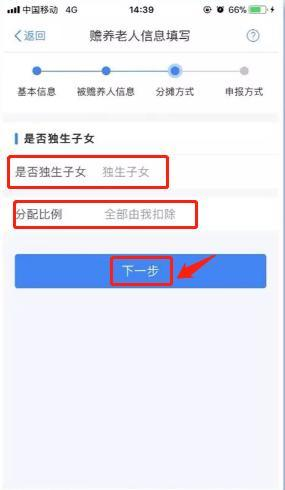 中国移动 4G 14:39 66%
返回 赡养老人信息填写 ?
基本信息 被赡养人信息 分摊方式 申报方式
是否独生子女
是否独生子女 独生子女
分配比例 全部由我扣除
下一步